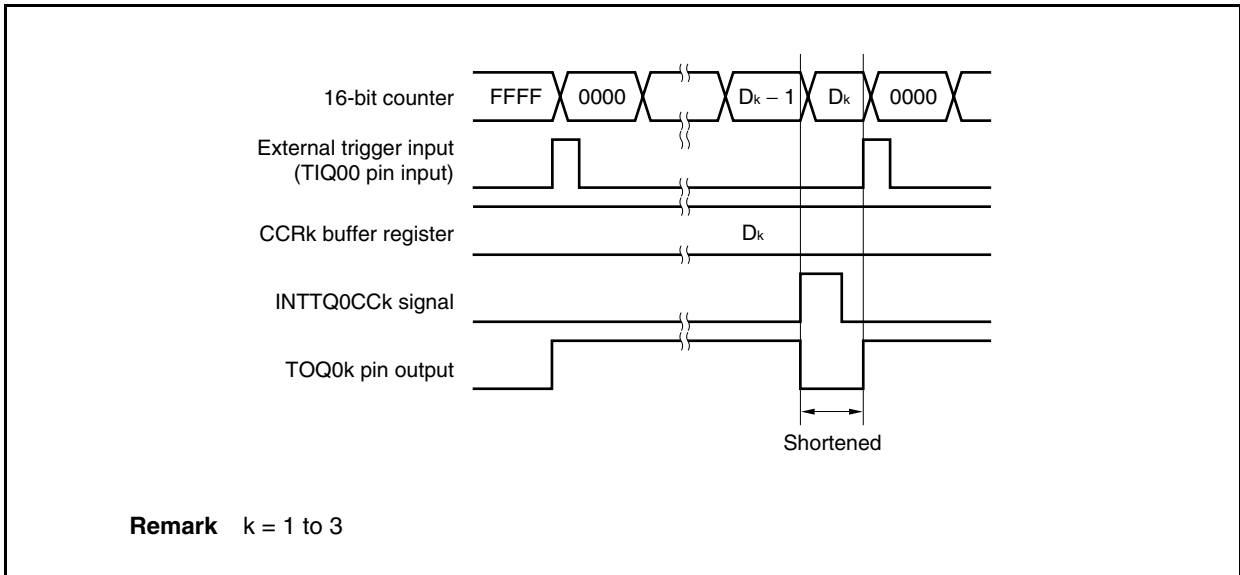 16-bit counter FFFF 0000 Dk − 1 Dk 0000
External trigger input
(TIQ00 pin input)
CCRk buffer register Dk
INTTQ0CCk signal
TOQ0k pin output
Shortened
Remark k = 1 to 3